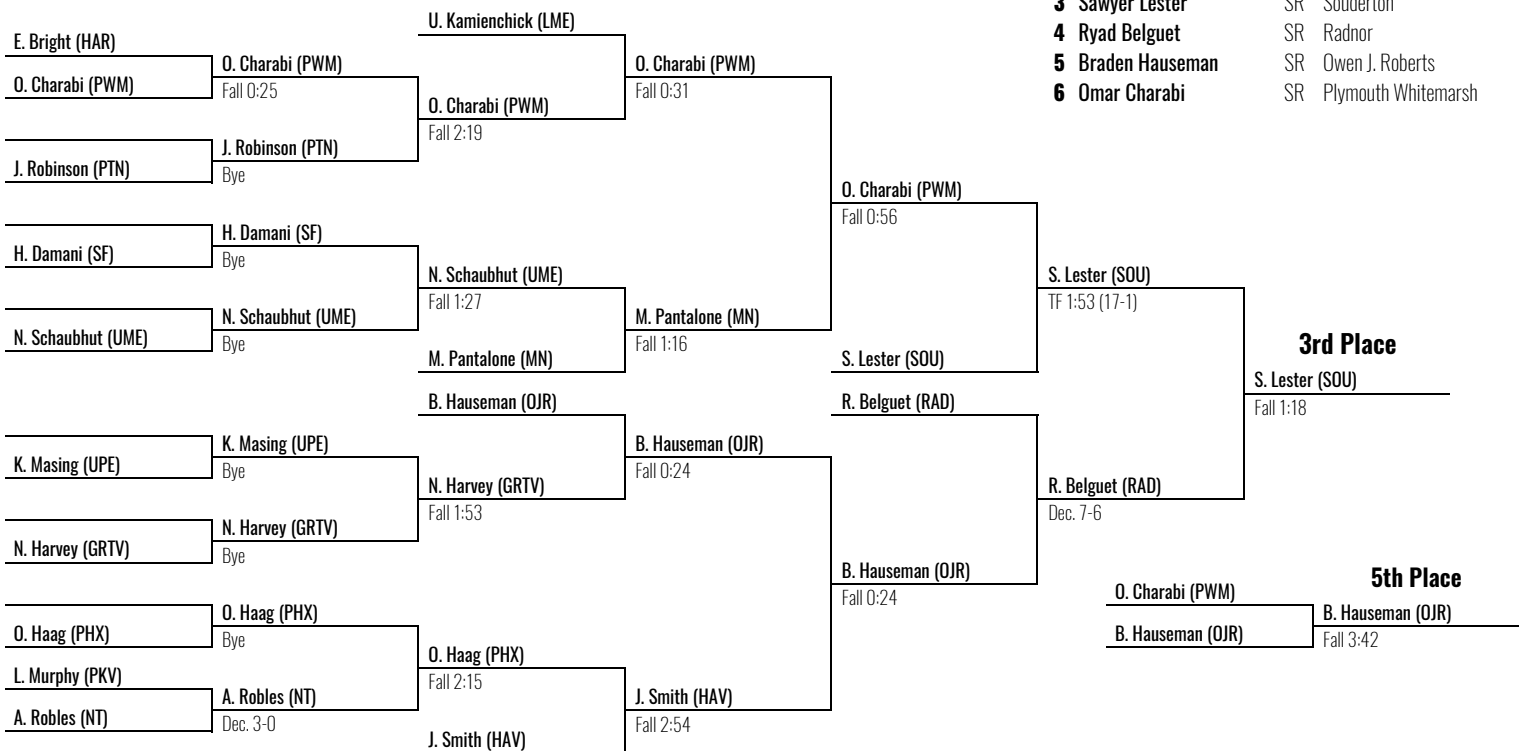 3 Sawyer Lester SR Souderton
4 Ryad Belguet SR Radnor
5 Braden Hauseman SR Owen J. Roberts
6 Omar Charabi SR Plymouth Whitemarsh
E. Bright (HAR)
O. Charabi (PWM)
J. Robinson (PTN)
H. Damani (SF)
N. Schaubhut (UME)
K. Masing (UPE)
N. Harvey (GRTV)
O. Haag (PHX)
L. Murphy (PKV)
A. Robles (NT)
O. Charabi (PWM)
Fall 0:25
J. Robinson (PTN)
Bye
H. Damani (SF)
Bye
N. Schaubhut (UME)
Bye
K. Masing (UPE)
Bye
N. Harvey (GRTV)
Bye
O. Haag (PHX)
Bye
A. Robles (NT)
Dec. 3-0
U. Kamienchick (LME)
O. Charabi (PWM)
Fall 2:19
N. Schaubhut (UME)
Fall 1:27
M. Pantalone (MN)
B. Hauseman (OJR)
N. Harvey (GRTV)
Fall 1:53
O. Haag (PHX)
Fall 2:15
J. Smith (HAV)
O. Charabi (PWM)
Fall 0:31
M. Pantalone (MN)
Fall 1:16
B. Hauseman (OJR)
Fall 0:24
J. Smith (HAV)
Fall 2:54
O. Charabi (PWM)
Fall 0:56
S. Lester (SOU)
R. Belguet (RAD)
B. Hauseman (OJR)
Fall 0:24
S. Lester (SOU)
TF 1:53 (17-1)
R. Belguet (RAD)
Dec. 7-6
3rd Place
S. Lester (SOU)
Fall 1:18
5th Place
O. Charabi (PWM)
B. Hauseman (OJR)
B. Hauseman (OJR)
Fall 3:42